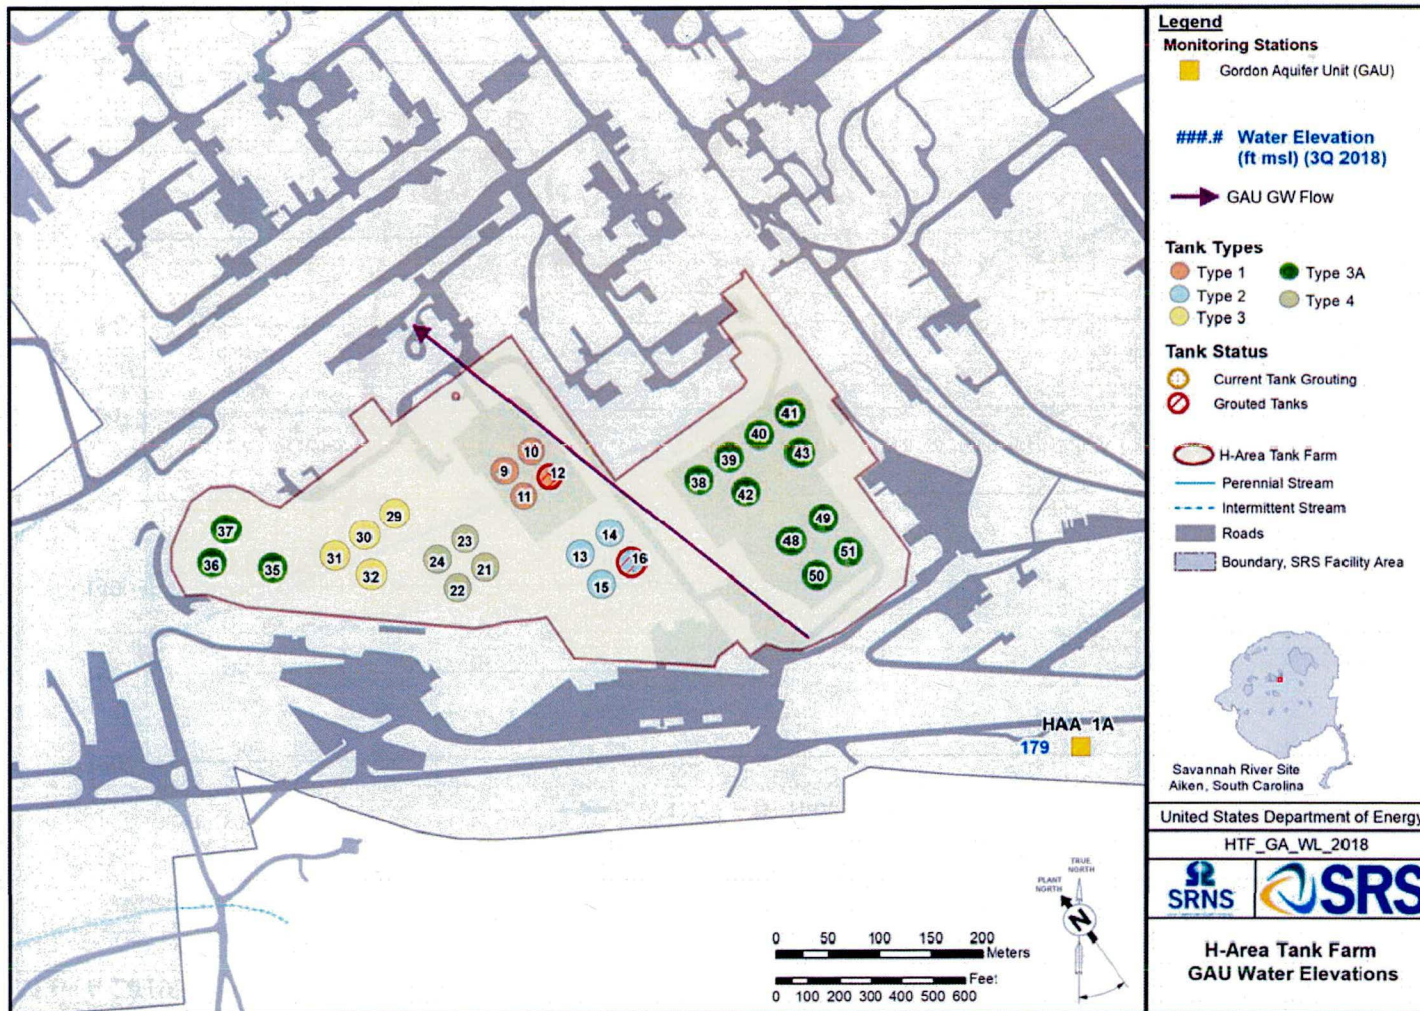 Legend
Monitoring Stations
Gordon Aquifer Unit (GAU)
###.# Water Elevation
(ft msl) (3Q 2018)
GAU GW Flow
Tank Types
Type 1
Type 3A
Type 2
Type 4
Type 3
Tank Status
Current Tank Grouting
Grouted Tanks
H-Area Tank Farm
Perennial Stream
Intermittent Stream
Roads
Boundary, SRS Facility Area
Savannah River Site
Aiken, South Carolina
United States Department of Energy
HTF_GA_WL_2018
SRNS
SRS
H-Area Tank Farm
GAU Water Elevations
41
40
43
39
38
42
49
48
51
50
10
9
12
11
14
13
16
15
29
30
31
32
23
24
21
22
37
36
35
HAA 1A
179
TRUE
NORTH
PLANT
NORTH
N
0 50 100 150 200
Meters
Feet
0 100 200 300 400 500 600